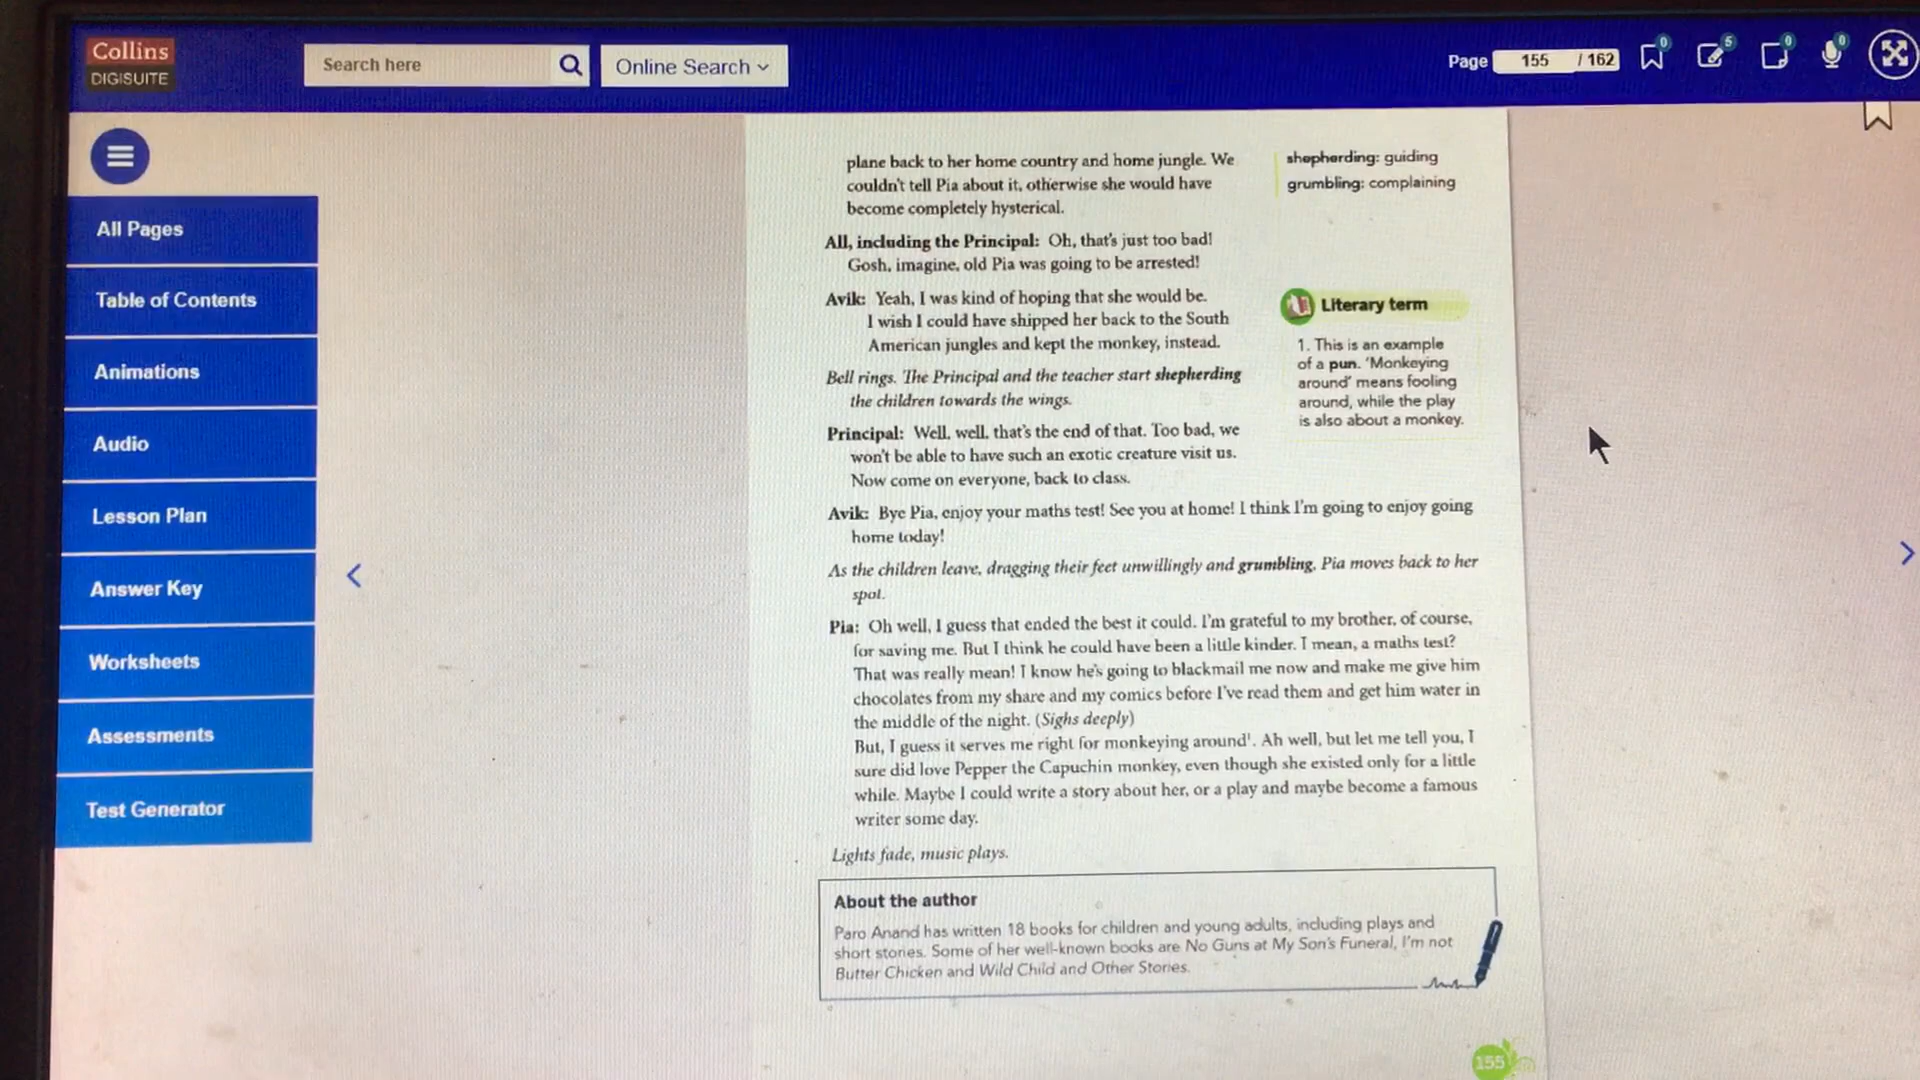 Collins
DIGISUITE
Search here
Online Search
Page 155 / 162
0
5
0
0
All Pages
Table of Contents
Animations
Audio
Lesson Plan
Answer Key
Worksheets
Assessments
Test Generator
plane back to her home country and home jungle. We
couldn't tell Pia about it, otherwise she would have
become completely hysterical.
All, including the Principal: Oh, that's just too bad!
Gosh, imagine, old Pia was going to be arrested!
Avik: Yeah, I was kind of hoping that she would be.
I wish I could have shipped her back to the South
American jungles and kept the monkey, instead.
Bell rings. The Principal and the teacher start shepherding
the children towards the wings.
Principal: Well, well, that's the end of that. Too bad, we
won't be able to have such an exotic creature visit us.
Now come on everyone, back to class.
Avik: Bye Pia, enjoy your maths test! See you at home! I think I'm going to enjoy going
home today!
As the children leave, dragging their feet unwillingly and grumbling, Pia moves back to her
spot.
Pia: Oh well, I guess that ended the best it could. I'm grateful to my brother, of course,
for saving me. But I think he could have been a little kinder. I mean, a maths test?
That was really mean! I know he's going to blackmail me now and make me give him
chocolates from my share and my comics before I've read them and get him water in
the middle of the night. (Sighs deeply)
But, I guess it serves me right for monkeying around¹. Ah well, but let me tell you, I
sure did love Pepper the Capuchin monkey, even though she existed only for a little
while. Maybe I could write a story about her, or a play and maybe become a famous
writer some day.
Lights fade, music plays.
shepherding: guiding
grumbling: complaining
Literary term
1. This is an example
of a pun. 'Monkeying
around' means fooling
around, while the play
is also about a monkey.
About the author
Paro Anand has written 18 books for children and young adults, including plays and
short stories. Some of her well-known books are No Guns at My Son's Funeral, I'm not
Butter Chicken and Wild Child and Other Stories.
155